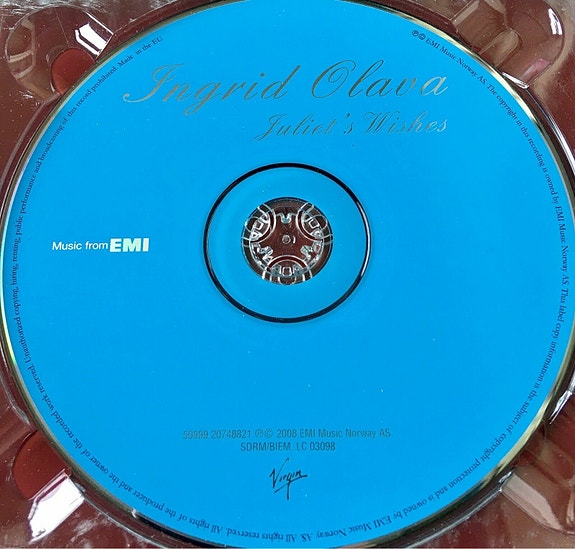 Ingrid Olava
Juliet's Wishes
Music from EMI
50999 20748821 ℗© 2008 EMI Music Norway AS
SDRM/BIEM LC 03098
Virgin
℗© EMI Music Norway AS. The copyright in this recording is owned by EMI Music Norway AS. This label copy information is the subject of copyright protection and is owned by EMI Music Norway AS. All rights reserved. All rights of the producer and the owner of the recorded work reserved. Unauthorized copying, hiring, renting, public performance and broadcasting of this record prohibited. Made in the EU